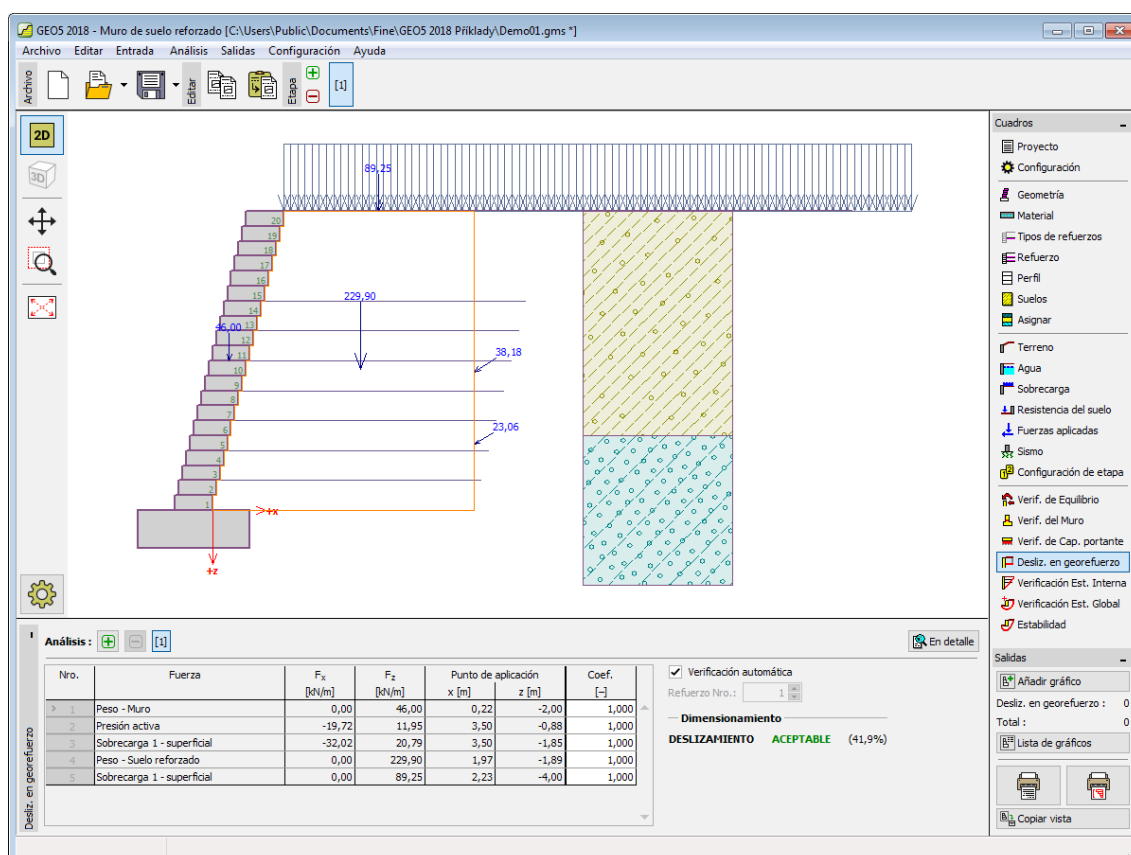 GEO5 2018 - Muro de suelo reforzado [C:\Users\Public\Documents\Fine\GEO5 2018 Příklady\Demo01.gms *]
Archivo Editar Entrada Análisis Salidas Configuración Ayuda
Archivo
Editar
Etapa
[1]
2D
3D
89,25
229,90
46,00
38,18
23,06
20
19
18
17
16
15
14
13
12
11
10
9
8
7
6
5
4
3
2
1
+x
+z
Cuadros
Proyecto
Configuración
Geometría
Material
Tipos de refuerzos
Refuerzo
Perfil
Suelos
Asignar
Terreno
Agua
Sobrecarga
Resistencia del suelo
Fuerzas aplicadas
Sismo
Configuración de etapa
Verif. de Equilibrio
Verif. del Muro
Verif. de Cap. portante
Desliz. en georefuerzo
Verificación Est. Interna
Verificación Est. Global
Estabilidad
Salidas
Añadir gráfico
Desliz. en georefuerzo : 0
Total : 0
Lista de gráficos
Copiar vista
Desliz. en georefuerzo
Análisis : [1]
En detalle
Nro. Fuerza Fx Fz Punto de aplicación Coef.
[kN/m] [kN/m] x [m] z [m] [–]
> 1 Peso - Muro 0,00 46,00 0,22 -2,00 1,000
2 Presión activa -19,72 11,95 3,50 -0,88 1,000
3 Sobrecarga 1 - superficial -32,02 20,79 3,50 -1,85 1,000
4 Peso - Suelo reforzado 0,00 229,90 1,97 -1,89 1,000
5 Sobrecarga 1 - superficial 0,00 89,25 2,23 -4,00 1,000
Verificación automática
Refuerzo Nro. : 1
Dimensionamiento
DESLIZAMIENTO ACEPTABLE (41,9%)